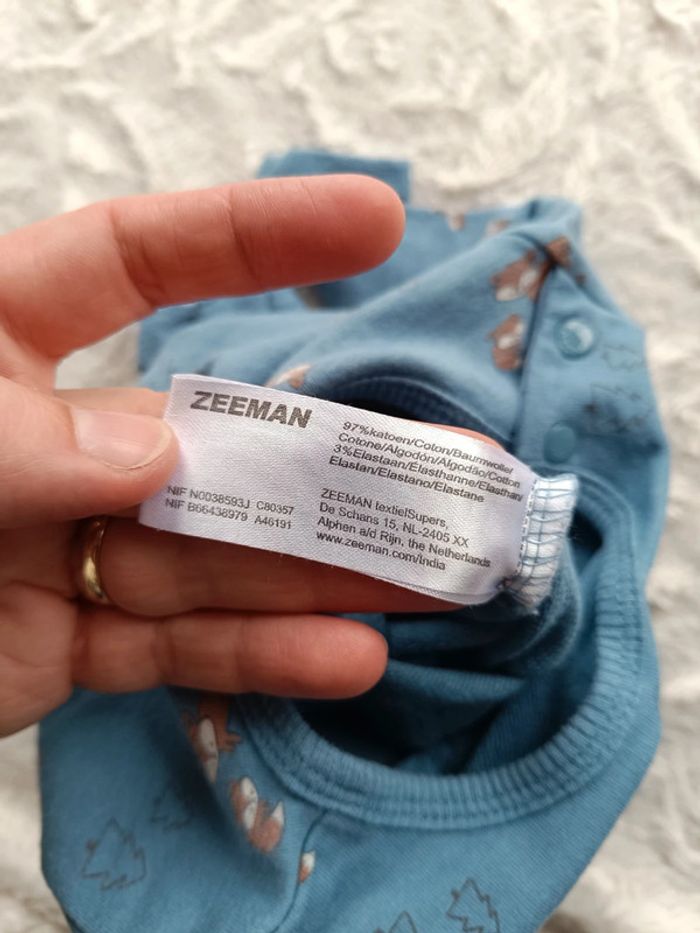 ZEEMAN
97%katoen/Coton/Baumwolle/
Cotone/Algodón/Algodão/Cotton
3%Elastaan/Elasthanne/Elasthan/
Elastan/Elastano/Elastane
NIF N0038593J C80357
NIF B66438979 A46191
ZEEMAN textielSupers,
De Schans 15, NL-2405 XX
Alphen a/d Rijn, the Netherlands
www.zeeman.com/india